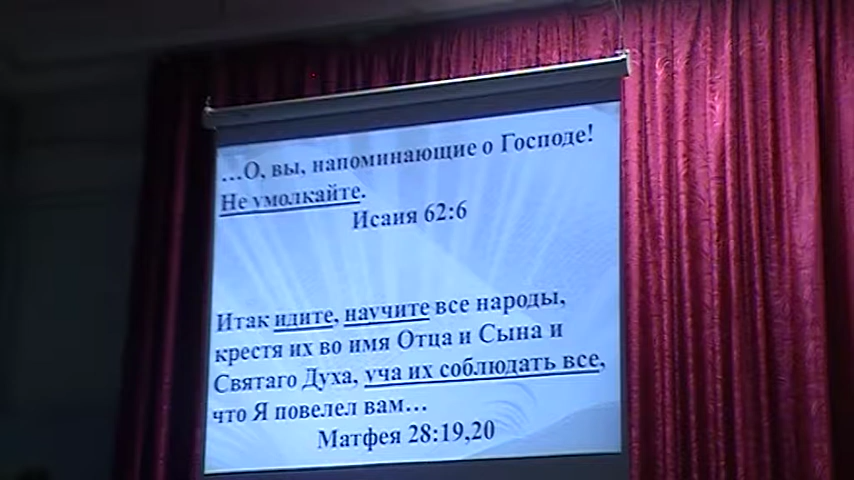 ...О, вы, напоминающие о Господе!
Не умолкайте.
Исаия 62:6
Итак идите, научите все народы,
крестя их во имя Отца и Сына и
Святаго Духа, уча их соблюдать все,
что Я повелел вам...
Матфея 28:19,20